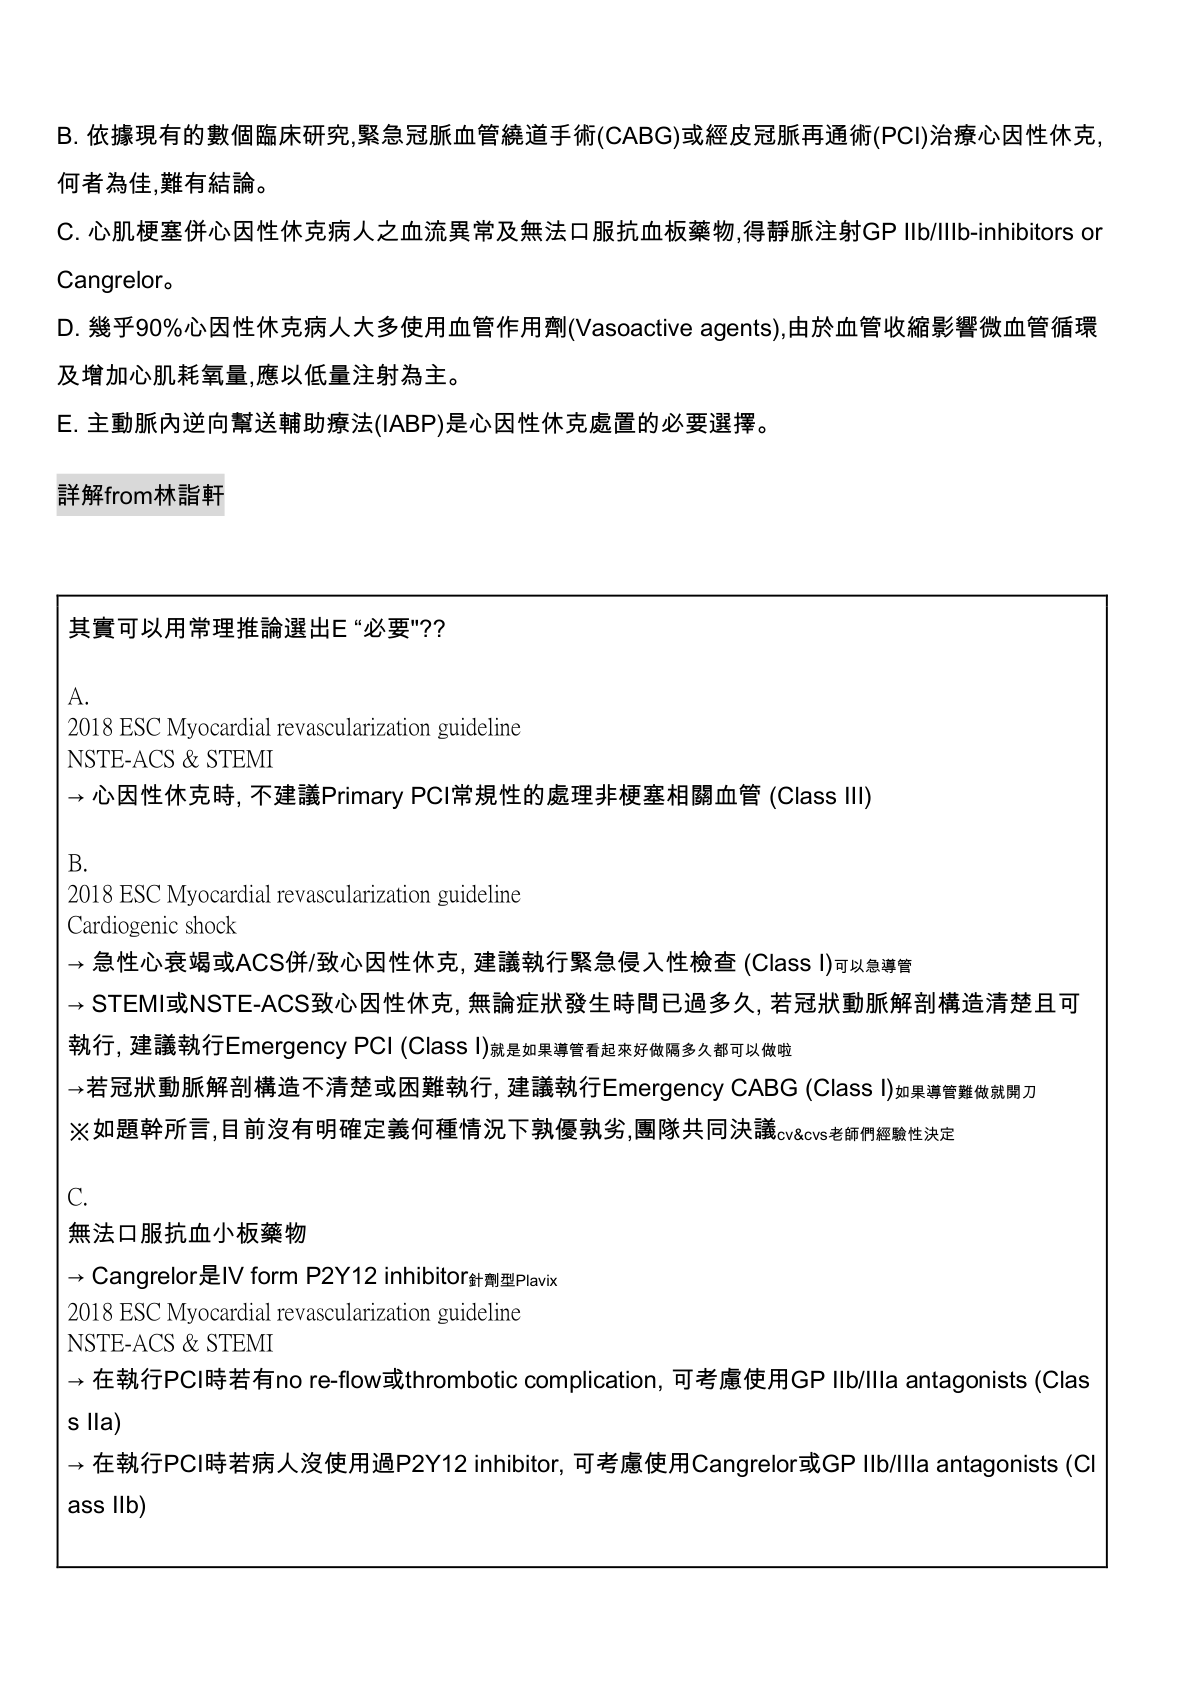 B. 依據現有的數個臨床研究,緊急冠脈血管繞道手術(CABG)或經皮冠脈再通術(PCI)治療心因性休克,
何者為佳,難有結論。
C. 心肌梗塞併心因性休克病人之血流異常及無法口服抗血板藥物,得靜脈注射GP IIb/IIIb-inhibitors or
Cangrelor。
D. 幾乎90%心因性休克病人大多使用血管作用劑(Vasoactive agents),由於血管收縮影響微血管循環
及增加心肌耗氧量,應以低量注射為主。
E. 主動脈內逆向幫送輔助療法(IABP)是心因性休克處置的必要選擇。
詳解from林詣軒
其實可以用常理推論選出E “必要"??
A.
2018 ESC Myocardial revascularization guideline
NSTE-ACS & STEMI
→ 心因性休克時, 不建議Primary PCI常規性的處理非梗塞相關血管 (Class III)
B.
2018 ESC Myocardial revascularization guideline
Cardiogenic shock
→ 急性心衰竭或ACS併/致心因性休克, 建議執行緊急侵入性檢查 (Class I)可以急導管
→ STEMI或NSTE-ACS致心因性休克, 無論症狀發生時間已過多久, 若冠狀動脈解剖構造清楚且可
執行, 建議執行Emergency PCI (Class I)就是如果導管看起來好做隔多久都可以做啦
→若冠狀動脈解剖構造不清楚或困難執行, 建議執行Emergency CABG (Class I)如果導管難做就開刀
※如題幹所言,目前沒有明確定義何種情況下孰優孰劣,團隊共同決議cv&cvs老師們經驗性決定
C.
無法口服抗血小板藥物
→ Cangrelor是IV form P2Y12 inhibitor針劑型Plavix
2018 ESC Myocardial revascularization guideline
NSTE-ACS & STEMI
→ 在執行PCI時若有no re-flow或thrombotic complication, 可考慮使用GP IIb/IIIa antagonists (Clas
s IIa)
→ 在執行PCI時若病人沒使用過P2Y12 inhibitor, 可考慮使用Cangrelor或GP IIb/IIIa antagonists (Cl
ass IIb)